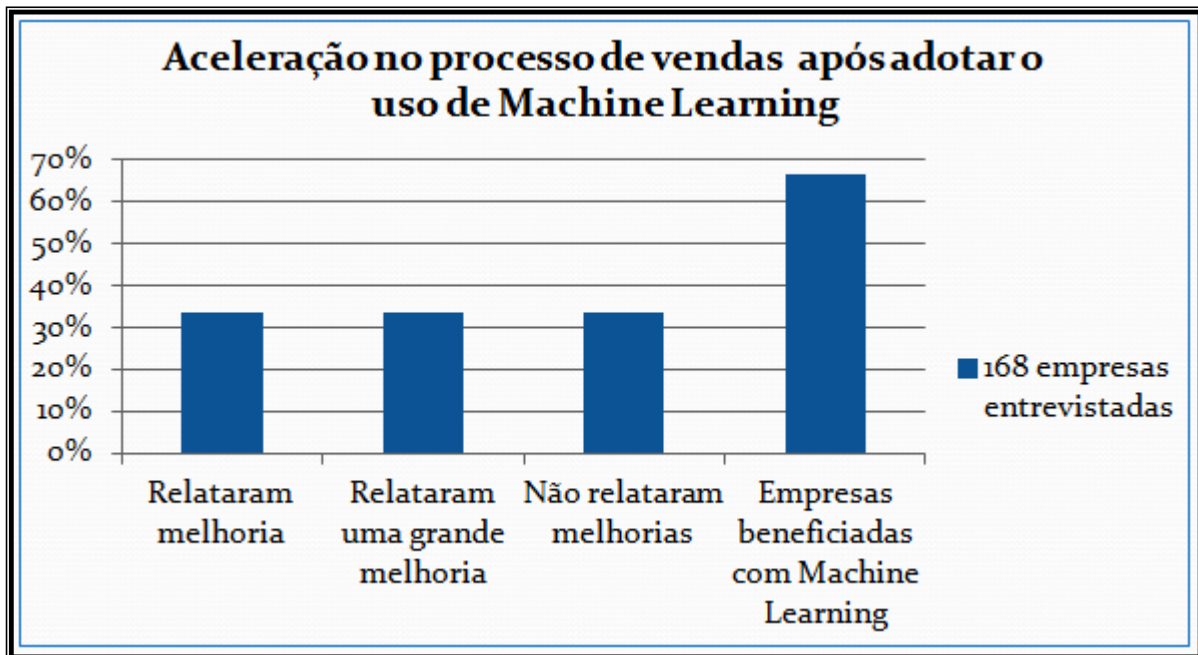 Aceleração no processo de vendas após adotar o
uso de Machine Learning
70%
60%
50%
40%
30%
20%
10%
0%
Relataram
melhoria
Relataram
uma grande
melhoria
Não relataram
melhorias
Empresas
beneficiadas
com Machine
Learning
168 empresas
entrevistadas